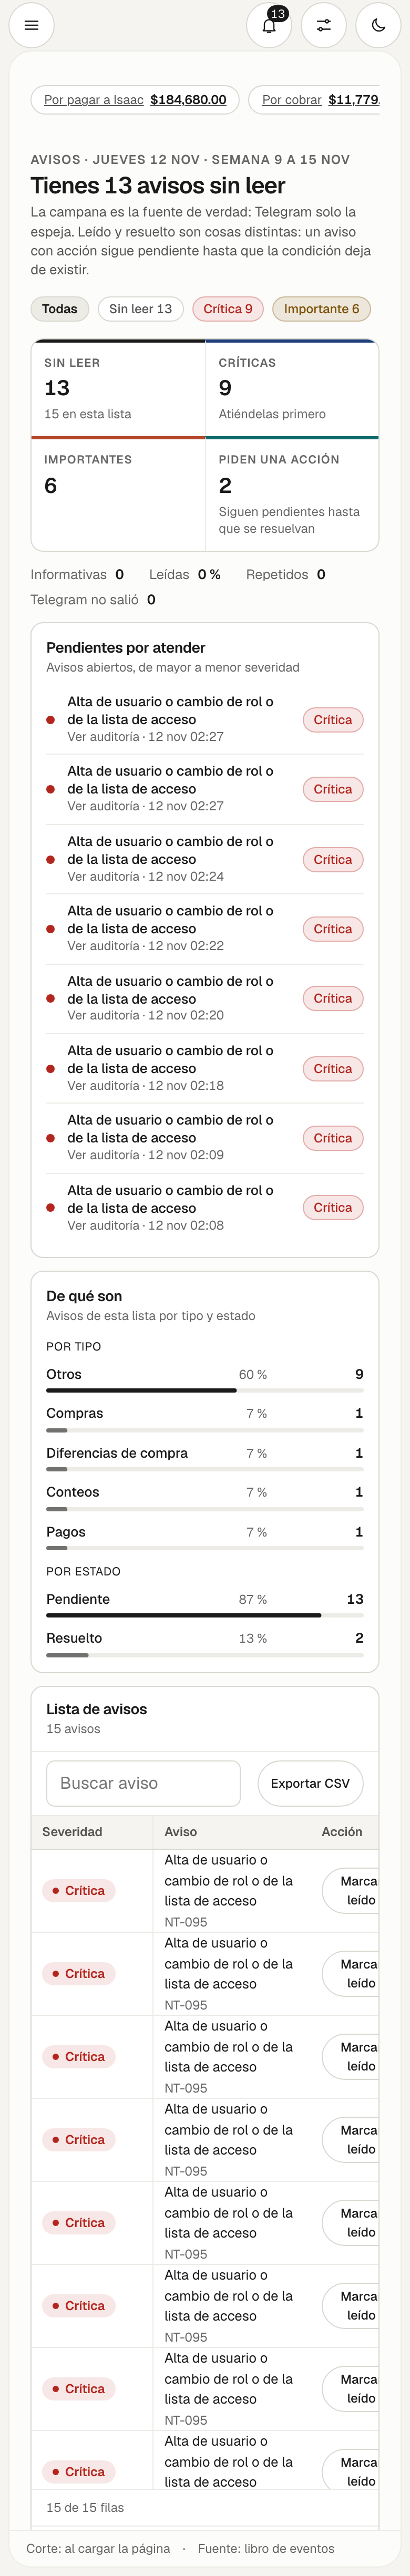 13
Por pagar a Isaac $184,680.00 Por cobrar $11,779.
AVISOS · JUEVES 12 NOV · SEMANA 9 A 15 NOV
Tienes 13 avisos sin leer
La campana es la fuente de verdad: Telegram solo la
espeja. Leído y resuelto son cosas distintas: un aviso
con acción sigue pendiente hasta que la condición deja
de existir.
Todas Sin leer 13 Crítica 9 Importante 6
SIN LEER CRÍTICAS
13 9
15 en esta lista Atiéndelas primero
IMPORTANTES PIDEN UNA ACCIÓN
6 2
Siguen pendientes hasta
que se resuelvan
Informativas 0 Leídas 0 % Repetidos 0
Telegram no salió 0
Pendientes por atender
Avisos abiertos, de mayor a menor severidad
Alta de usuario o cambio de rol o
de la lista de acceso
Ver auditoría · 12 nov 02:27
Crítica
Alta de usuario o cambio de rol o
de la lista de acceso
Ver auditoría · 12 nov 02:27
Crítica
Alta de usuario o cambio de rol o
de la lista de acceso
Ver auditoría · 12 nov 02:24
Crítica
Alta de usuario o cambio de rol o
de la lista de acceso
Ver auditoría · 12 nov 02:22
Crítica
Alta de usuario o cambio de rol o
de la lista de acceso
Ver auditoría · 12 nov 02:20
Crítica
Alta de usuario o cambio de rol o
de la lista de acceso
Ver auditoría · 12 nov 02:18
Crítica
Alta de usuario o cambio de rol o
de la lista de acceso
Ver auditoría · 12 nov 02:09
Crítica
Alta de usuario o cambio de rol o
de la lista de acceso
Ver auditoría · 12 nov 02:08
Crítica
De qué son
Avisos de esta lista por tipo y estado
POR TIPO
Otros 60 % 9
Compras 7 % 1
Diferencias de compra 7 % 1
Conteos 7 % 1
Pagos 7 % 1
POR ESTADO
Pendiente 87 % 13
Resuelto 13 % 2
Lista de avisos
15 avisos
Buscar aviso Exportar CSV
Severidad Aviso Acción
Alta de usuario o
cambio de rol o de la
lista de acceso
NT-095
Crítica
Marca
leído
Alta de usuario o
cambio de rol o de la
lista de acceso
NT-095
Crítica
Marca
leído
Alta de usuario o
cambio de rol o de la
lista de acceso
NT-095
Crítica
Marca
leído
Alta de usuario o
cambio de rol o de la
lista de acceso
NT-095
Crítica
Marca
leído
Alta de usuario o
cambio de rol o de la
lista de acceso
NT-095
Crítica
Marca
leído
Alta de usuario o
cambio de rol o de la
lista de acceso
NT-095
Crítica
Marca
leído
Alta de usuario o
cambio de rol o de la
lista de acceso
Crítica
Marca
leído
15 de 15 filas
Corte: al cargar la página · Fuente: libro de eventos